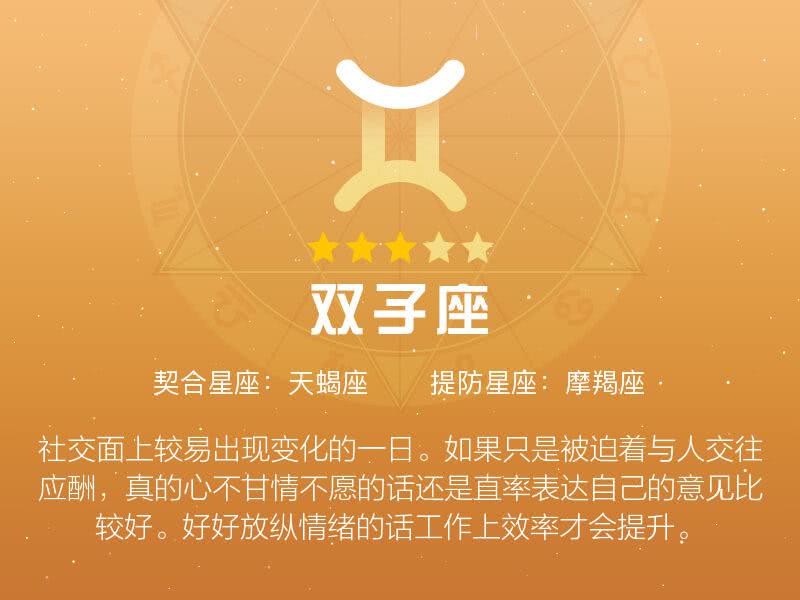 双子座
契合星座：天蝎座 提防星座：摩羯座
社交面上较易出现变化的一日。如果只是被迫着与人交往
应酬，真的心不甘情不愿的话还是直率表达自己的意见比
较好。好好放纵情绪的话工作上效率才会提升。